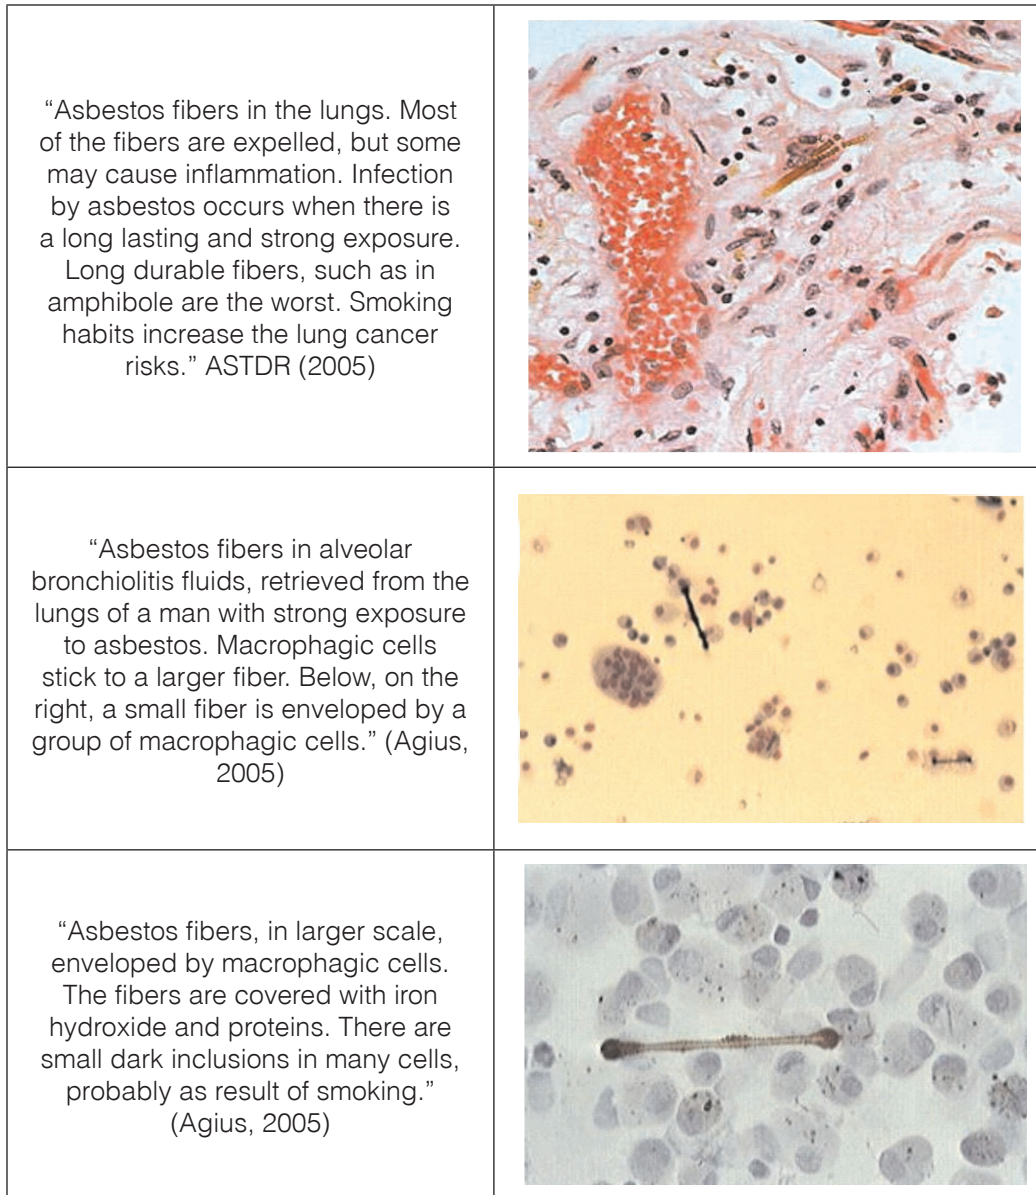 “Asbestos fibers in the lungs. Most
of the fibers are expelled, but some
may cause inflammation. Infection
by asbestos occurs when there is
a long lasting and strong exposure.
Long durable fibers, such as in
amphibole are the worst. Smoking
habits increase the lung cancer
risks.” ASTDR (2005)
“Asbestos fibers in alveolar
bronchiolitis fluids, retrieved from the
lungs of a man with strong exposure
to asbestos. Macrophagic cells
stick to a larger fiber. Below, on the
right, a small fiber is enveloped by a
group of macrophagic cells.” (Agius,
2005)
“Asbestos fibers, in larger scale,
enveloped by macrophagic cells.
The fibers are covered with iron
hydroxide and proteins. There are
small dark inclusions in many cells,
probably as result of smoking.”
(Agius, 2005)